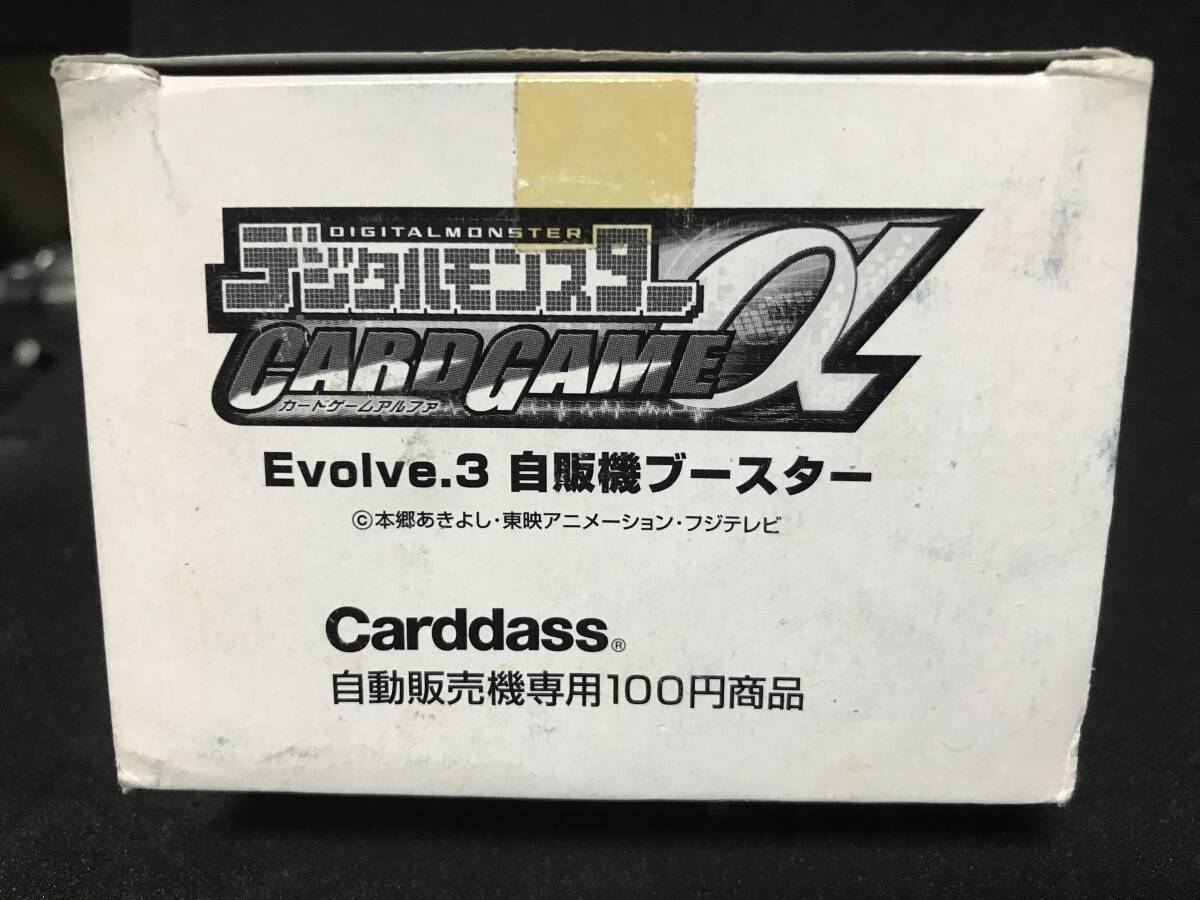 DIGITALMONSTER
デジタルモンスター
CARDGAME α
カードゲームアルファ
Evolve.3 自販機ブースター
©本郷あきよし・東映アニメーション・フジテレビ
Carddass®
自動販売機専用100円商品